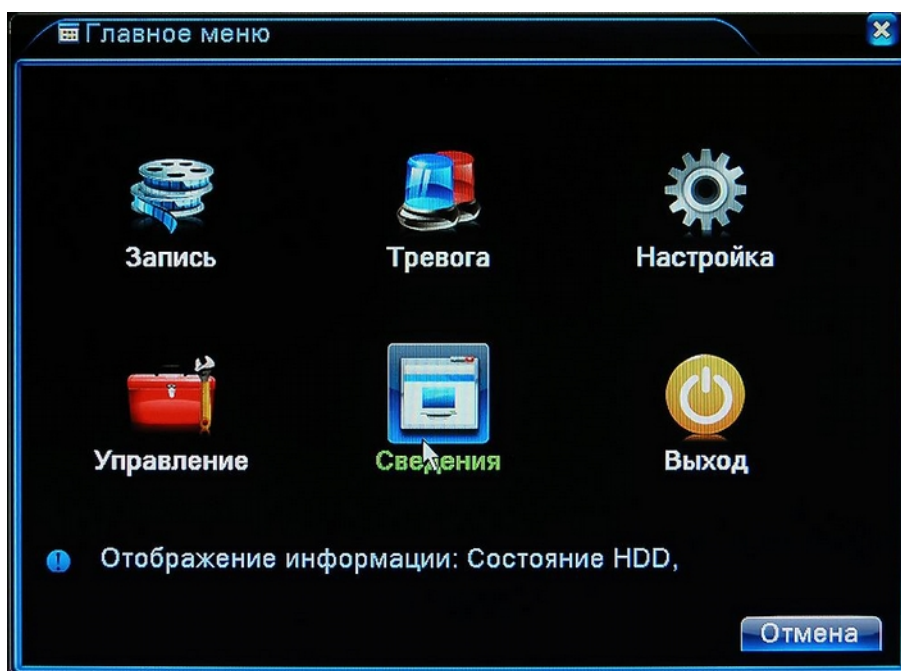 Главное меню
Запись Тревога Настройка
Управление Сведения Выход
Отображение информации: Состояние HDD,
Отмена